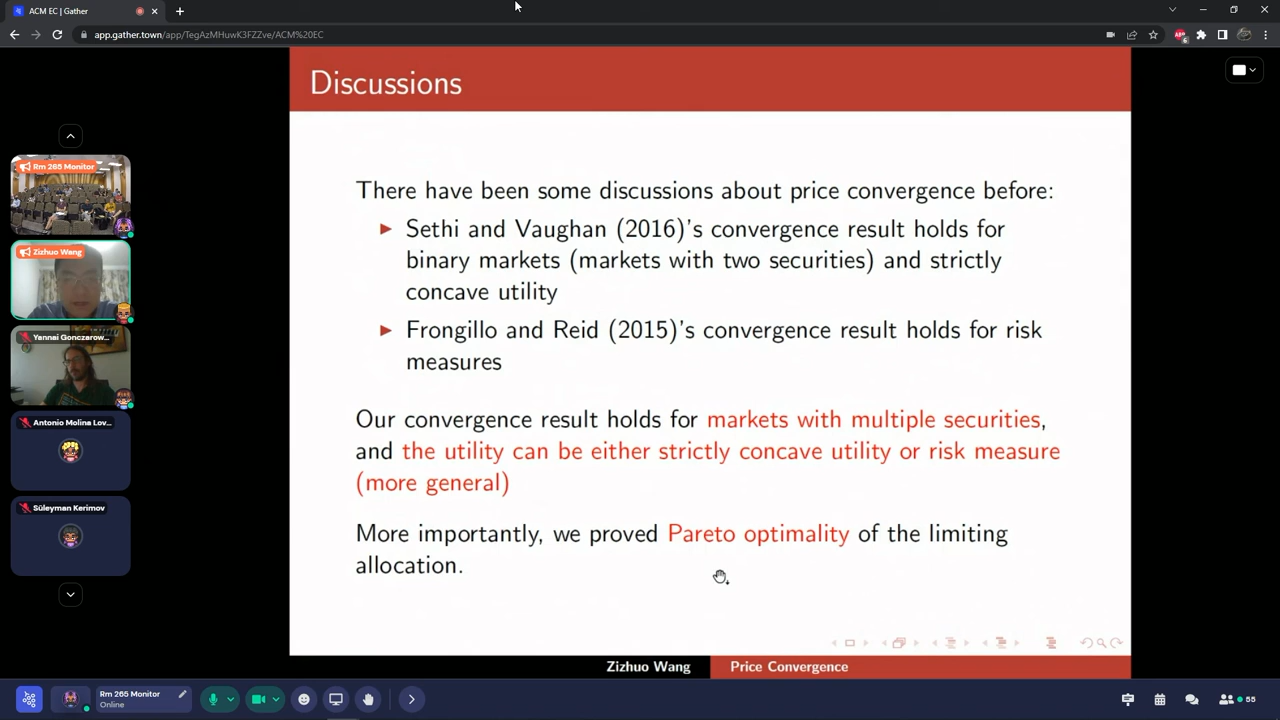 ACM EC | Gather
app.gather.town/app/TegAzMHuwK3FZZve/ACM%20EC
Discussions
There have been some discussions about price convergence before:
Sethi and Vaughan (2016)'s convergence result holds for
binary markets (markets with two securities) and strictly
concave utility
Frongillo and Reid (2015)'s convergence result holds for risk
measures
Our convergence result holds for markets with multiple securities,
and the utility can be either strictly concave utility or risk measure
(more general)
More importantly, we proved Pareto optimality of the limiting
allocation.
Zizhuo Wang
Price Convergence
Rm 265 Monitor
Zizhuo Wang
Yannai Gonczarow...
Antonio Molina Lov...
Süleyman Kerimov
Rm 265 Monitor
Online
55